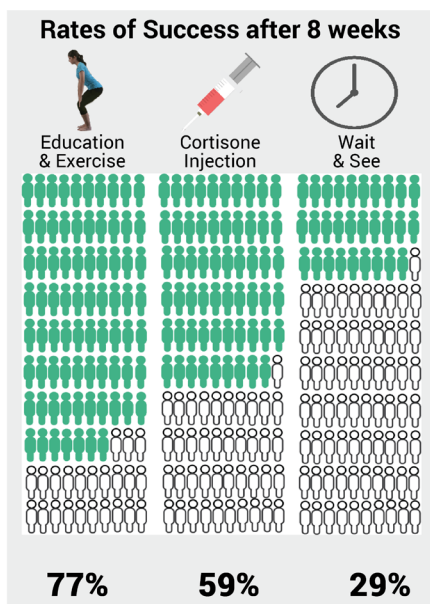 Rates of Success after 8 weeks
Education
& Exercise
Cortisone
Injection
Wait
& See
77%
59%
29%